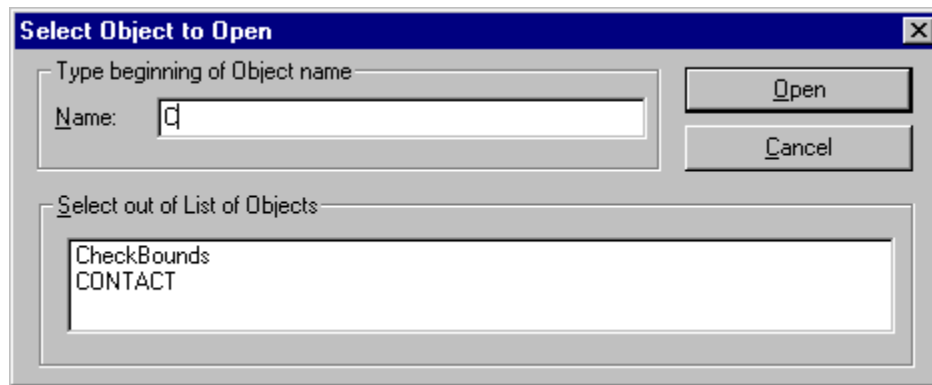 Select Object to Open
Type beginning of Object name
Name: C
Open
Cancel
Select out of List of Objects
CheckBounds
CONTACT